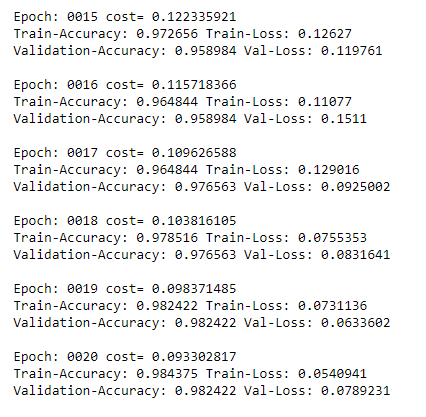 Epoch: 0015 cost= 0.122335921
Train-Accuracy: 0.972656 Train-Loss: 0.12627
Validation-Accuracy: 0.958984 Val-Loss: 0.119761
Epoch: 0016 cost= 0.115718366
Train-Accuracy: 0.964844 Train-Loss: 0.11077
Validation-Accuracy: 0.958984 Val-Loss: 0.1511
Epoch: 0017 cost= 0.109626588
Train-Accuracy: 0.964844 Train-Loss: 0.129016
Validation-Accuracy: 0.976563 Val-Loss: 0.0925002
Epoch: 0018 cost= 0.103816105
Train-Accuracy: 0.978516 Train-Loss: 0.0755353
Validation-Accuracy: 0.976563 Val-Loss: 0.0831641
Epoch: 0019 cost= 0.098371485
Train-Accuracy: 0.982422 Train-Loss: 0.0731136
Validation-Accuracy: 0.982422 Val-Loss: 0.0633602
Epoch: 0020 cost= 0.093302817
Train-Accuracy: 0.984375 Train-Loss: 0.0540941
Validation-Accuracy: 0.982422 Val-Loss: 0.0789231